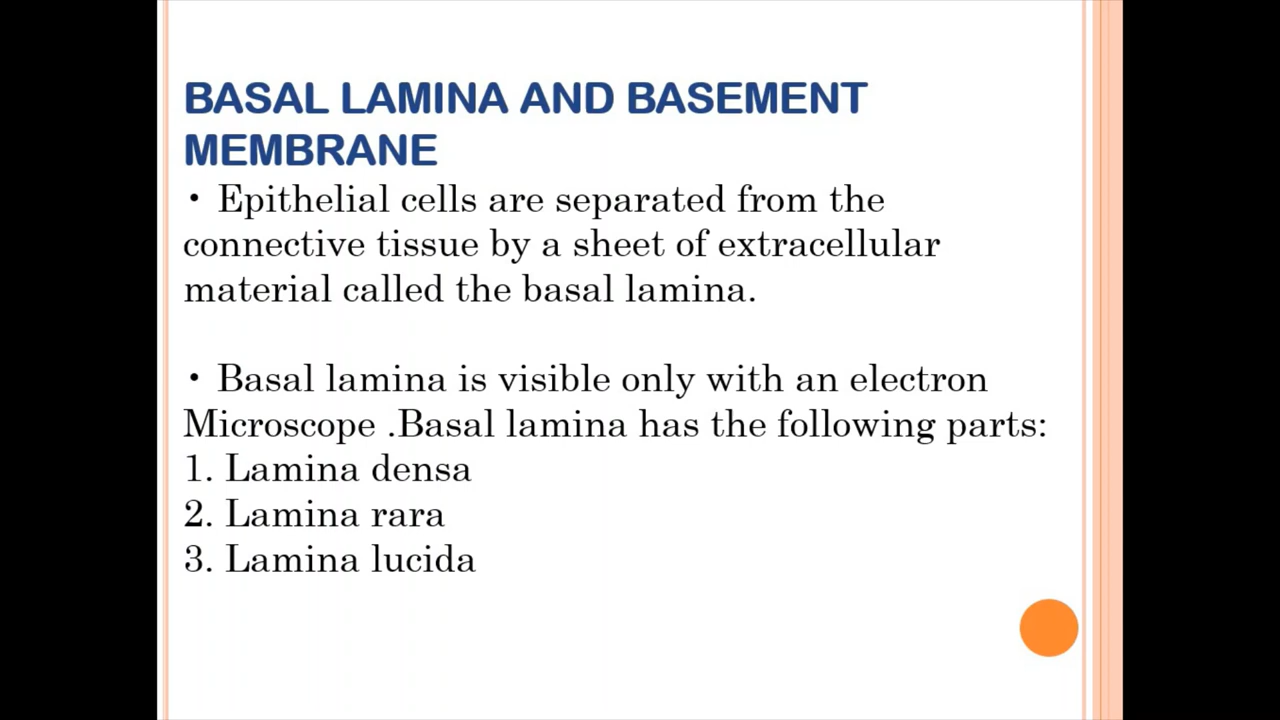 BASAL LAMINA AND BASEMENT
MEMBRANE
• Epithelial cells are separated from the
connective tissue by a sheet of extracellular
material called the basal lamina.
• Basal lamina is visible only with an electron
Microscope .Basal lamina has the following parts:
1. Lamina densa
2. Lamina rara
3. Lamina lucida